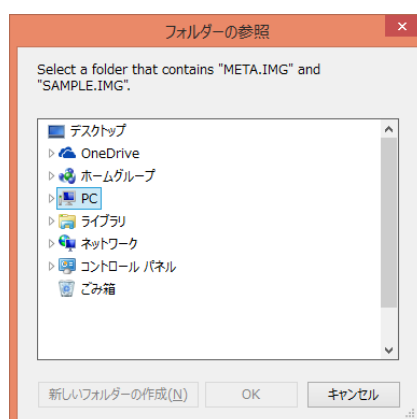 フォルダーの参照
Select a folder that contains "META.IMG" and
"SAMPLE.IMG".
デスクトップ
OneDrive
ホームグループ
PC
ライブラリ
ネットワーク
コントロール パネル
ごみ箱
新しいフォルダーの作成(N) OK キャンセル